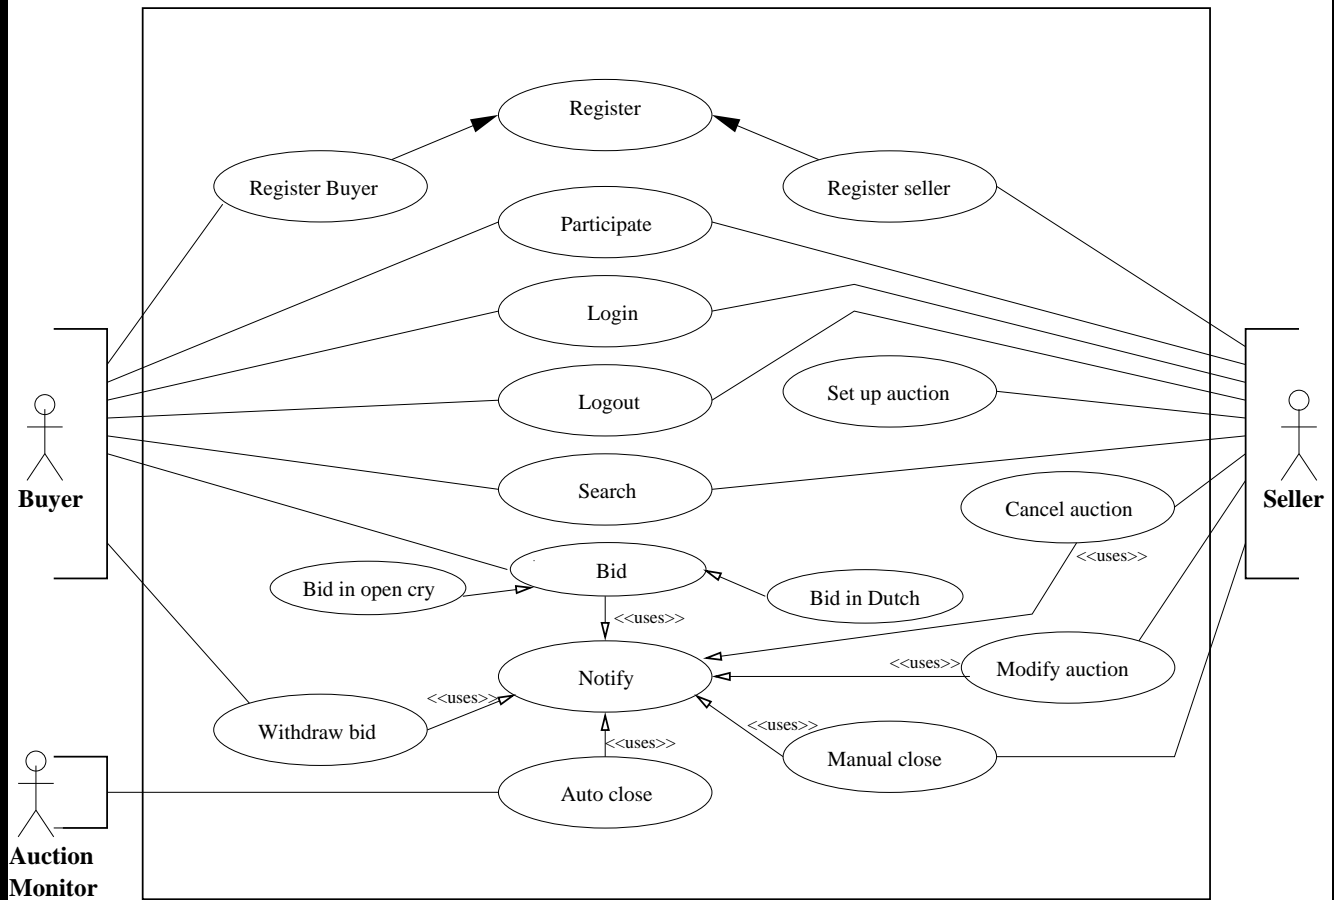 Register
Register Buyer
Register seller
Participate
Login
Set up auction
Logout
Search
Buyer
Seller
Cancel auction
<<uses>>
Bid
Bid in open cry
Bid in Dutch
<<uses>>
<<uses>>
Modify auction
Notify
<<uses>>
<<uses>>
Withdraw bid
<<uses>>
Manual close
Auto close
Auction
Monitor